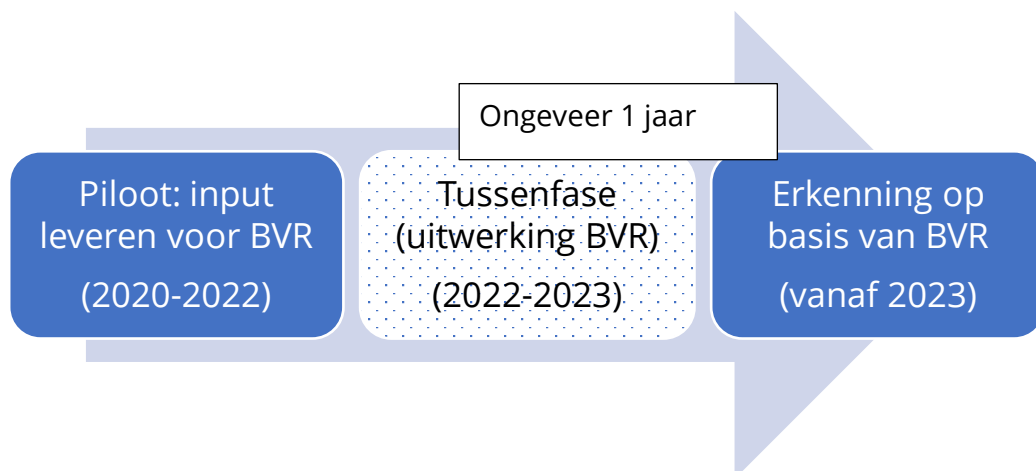 Ongeveer 1 jaar
Piloot: input
leveren voor BVR
(2020-2022)
Tussenfase
(uitwerking BVR)
(2022-2023)
Erkenning op
basis van BVR
(vanaf 2023)